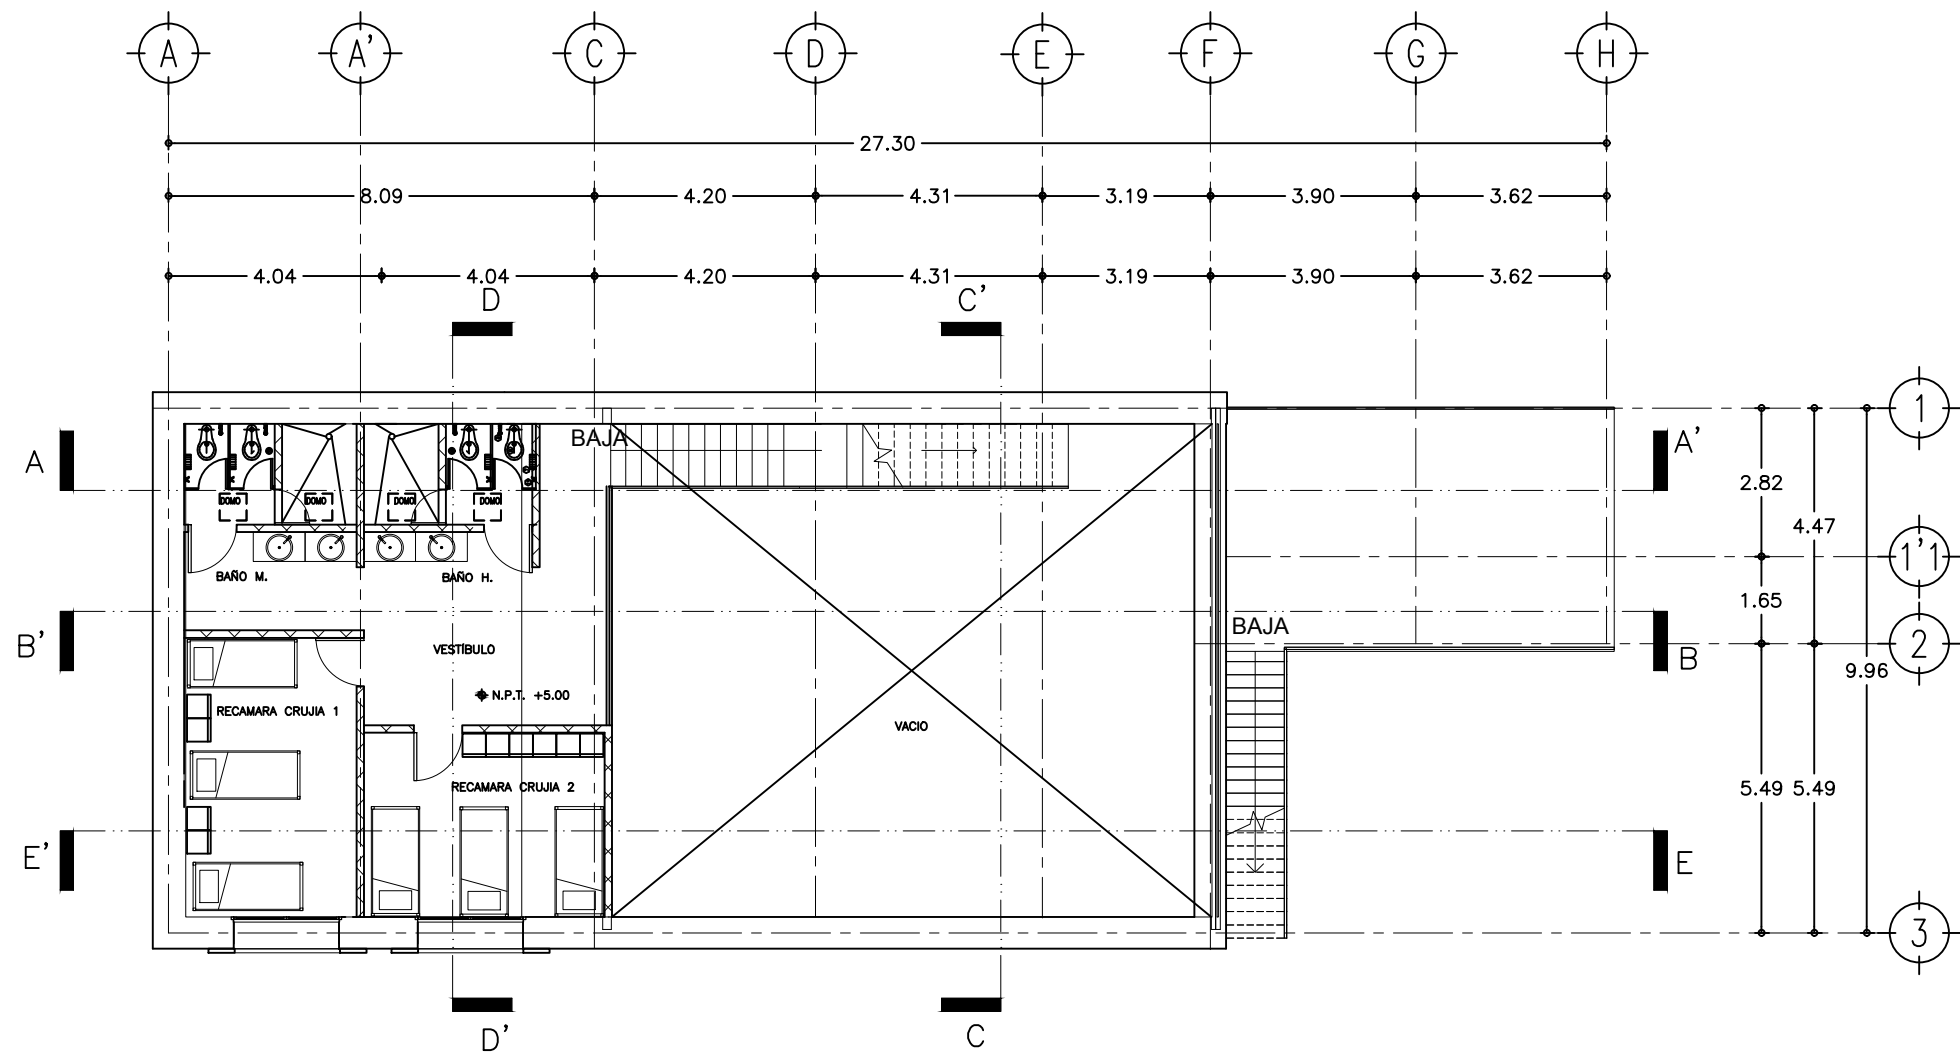 A A' C D E F G H
27.30
8.09 4.20 4.31 3.19 3.90 3.62
4.04 4.04 4.20 4.31 3.19 3.90 3.62
D C'
1
BAJA
A A'
2.82
DOMO DOMO DOMO DOMO
4.47
1'1
BAÑO M. BAÑO H.
1.65
BAJA
B' VESTÍBULO B 2
9.96
N.P.T. +5.00
RECAMARA CRUJIA 1
VACIO
RECAMARA CRUJIA 2
5.49 5.49
E' E
3
D' C